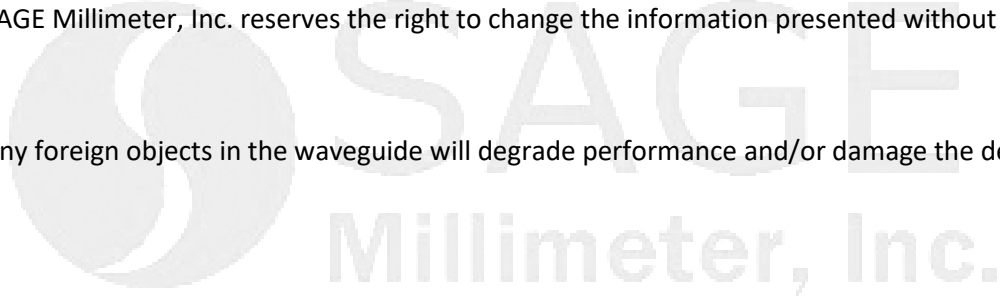 AGE Millimeter, Inc. reserves the right to change the information presented without
SAGE
ny foreign objects in the waveguide will degrade performance and/or damage the de
Millimeter, Inc.